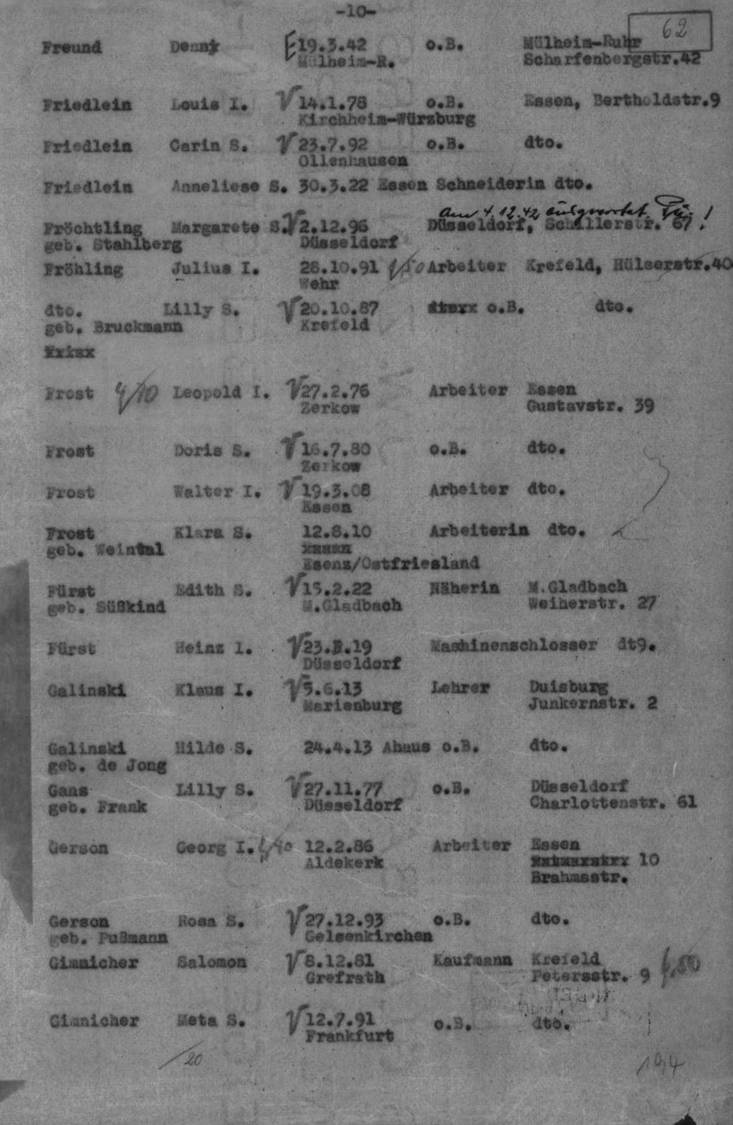 -10-
62
Freund Denny 19.3.42 o.B. Mülheim-Ruhr
Mülheim-R. Scharfenbergstr.42
Friedlein Louis I. 14.1.78 o.B. Essen, Bertholdstr.9
Kirchheim-Würzburg
Friedlein Carin S. 23.7.92 o.B. dto.
Ollenhausen
Friedlein Anneliese S. 30.3.22 Essen Schneiderin dto.
am 4.12.42
Fröchtling Margarete S. 2.12.96 Düsseldorf, Schillerstr. 67!
geb. Stahlberg Düsseldorf
Fröhling Julius I. 28.10.91 Arbeiter Krefeld, Hülserstr.40
Wehr
dto. Lilly S. 20.10.87 o.B. dto.
geb. Bruckmann Krefeld
Frost Leopold I. 27.2.76 Arbeiter Essen
Zerkow Gustavstr. 39
Frost Doris S. 16.7.80 o.B. dto.
Zerkow
Frost Walter I. 19.3.08 Arbeiter dto.
Essen
Frost Klara S. 12.8.10 Arbeiterin dto.
geb. Weintal
Esens/Ostfriesland
Fürst Edith S. 15.2.22 Näherin M.Gladbach
geb. Süßkind M.Gladbach Weiherstr. 27
Fürst Heinz I. 19 Maschinenschlosser dt9.
Düsseldorf
Galinski Klaus I. 5.6.13 Lehrer Duisburg
Marienburg Junkernstr. 2
Galinski Hilde S. 24.4.13 Ahaus o.B. dto.
geb. de Jong
Gans Lilly S. 27.11.77 o.B. Düsseldorf
geb. Frank Düsseldorf Charlottenstr. 61
Gerson Georg I. 12.2.86 Arbeiter Essen
Aldekerk 10
Brahmsstr.
Gerson Rosa S. 27.12.93 o.B. dto.
geb. Pußmann Gelsenkirchen
Gimnicher Salomon 8.12.81 Kaufmann Krefeld
Grefrath Petersstr. 9
Gimnicher Meta S. 12.7.91 o.B. dto.
Frankfurt
20